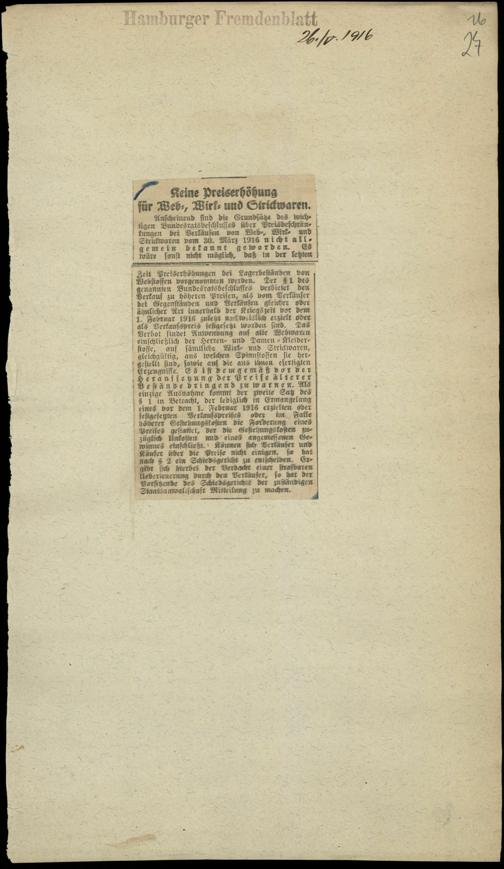 Hamburger Fremdenblatt
26. V. 1916
26
27
Keine Preiserhöhung
für Web-, Wirk- und Strickwaren.
Anscheinend sind die Grundsätze des wich-
tigen Bundesratsbeschlusses über Preisbeschrän-
kungen bei Verkäufen von Web-, Wirk- und
Strickwaren vom 30. März 1916 nicht all-
gemein bekannt geworden. Es
wäre sonst nicht möglich, daß in der letzten
Zeit Preiserhöhungen bei Lagerbeständen von
Webstoffen vorgenommen werden. Der § 1 des
genannten Bundesratsbeschlusses verbietet den
Verkauf zu höheren Preisen, als vom Verkäufer
bei Gegenständen und Verkäufen gleicher oder
ähnlicher Art innerhalb der Kriegszeit vor dem
1. Februar 1916 zuletzt nachweislich erzielt oder
als Verkaufspreis festgesetzt worden sind. Das
Verbot findet Anwendung auf alle Webwaren
einschließlich der Herren- und Damen-Kleider-
stoffe, auf sämtliche Wirk- und Strickwaren,
gleichgültig, aus welchen Spinnstoffen sie her-
gestellt sind, sowie auf die aus ihnen gefertigten
Erzeugnisse. Es ist demgemäß vor der
Heraufsetzung der Preise älterer
Bestände dringend zu warnen. Als
einzige Ausnahme kommt der zweite Satz des
§ 1 in Betracht, der lediglich in Ermangelung
eines vor dem 1. Februar 1916 erzielten oder
festgesetzten Verkaufspreises oder im Falle
höherer Gestehungskosten die Forderung eines
Preises gestattet, der die Gestehungskosten zu-
züglich Unkosten und eines angemessenen Ge-
winnes einschließt. Können sich Verkäufer und
Käufer über die Preise nicht einigen, so hat
nach § 2 ein Schiedsgericht zu entscheiden. Er-
gibt sich hierbei der Verdacht einer strafbaren
Ueberteuerung durch den Verkäufer, so hat der
Vorsitzende des Schiedsgerichts der zuständigen
Staatsanwaltschaft Mitteilung zu machen.